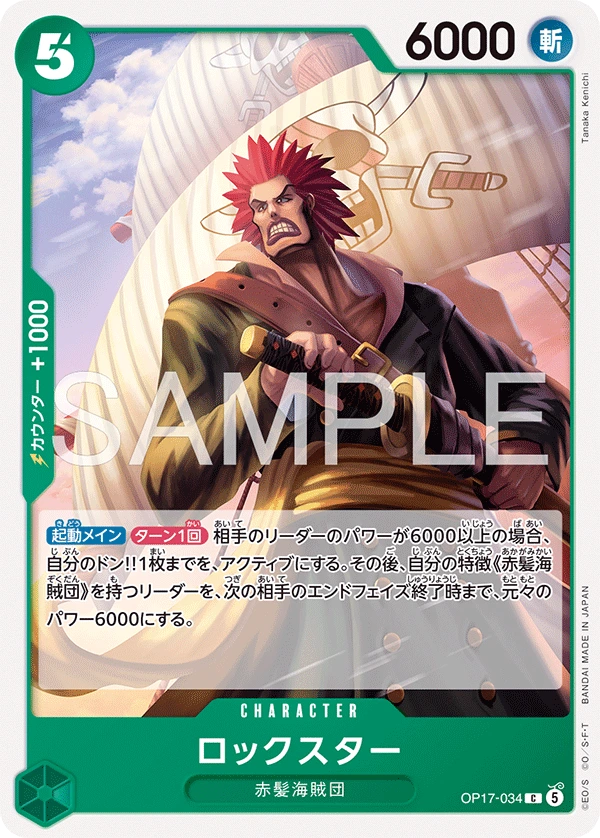 5
6000
斬
Tanaka Kenichi
カウンター +1000
SAMPLE
起動メイン ターン1回 相手のリーダーのパワーが6000以上の場合、
自分のドン!!1枚までを、アクティブにする。その後、自分の特徴《赤髪海
賊団》を持つリーダーを、次の相手のエンドフェイズ終了時まで、元々の
パワー6000にする。
CHARACTER
ロックスター
赤髪海賊団
OP17-034 C 5
©E.O/S ©O/S・F・T BANDAI MADE IN JAPAN